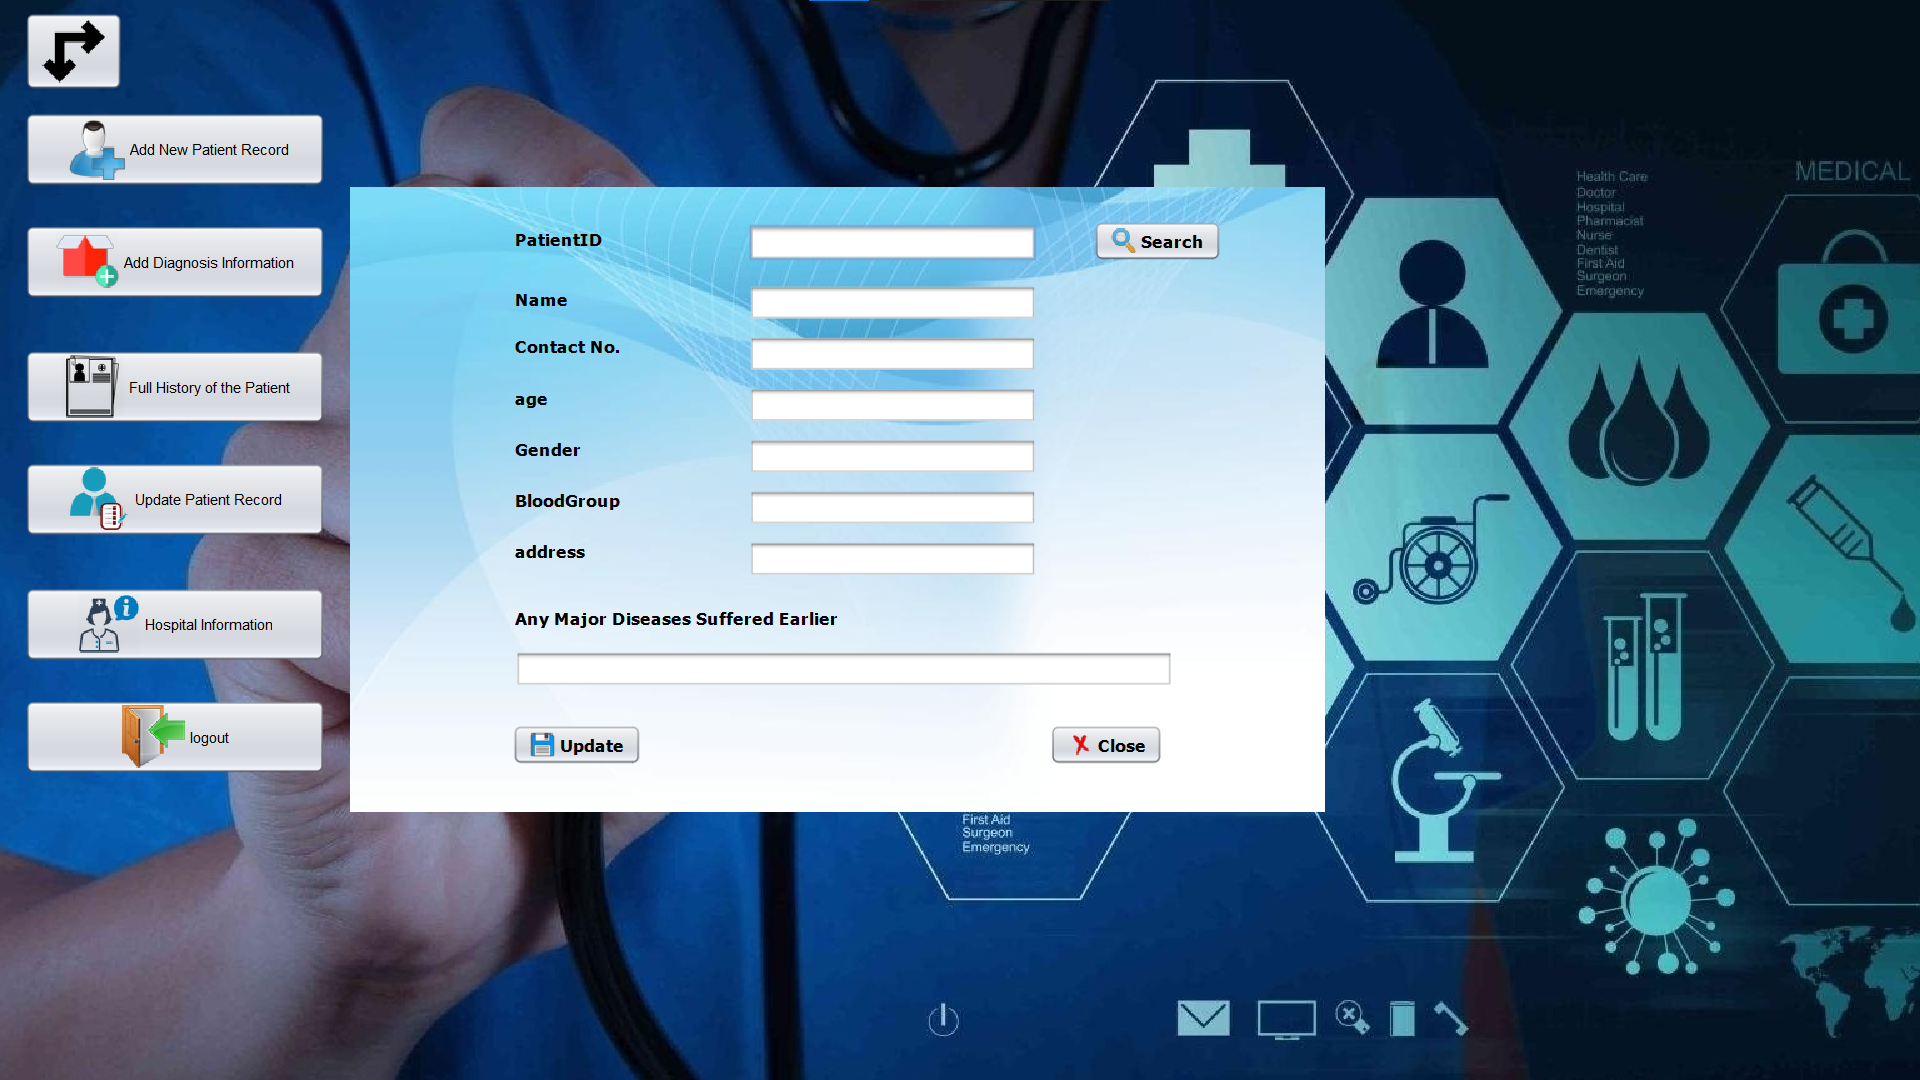 Add New Patient Record
Add Diagnosis Information
Full History of the Patient
Update Patient Record
Hospital Information
logout
PatientID
Search
Name
Contact No.
age
Gender
BloodGroup
address
Any Major Diseases Suffered Earlier
Update
Close
MEDICAL
Health Care
Doctor
Hospital
Pharmacist
Nurse
Dentist
First Aid
Surgeon
Emergency
First Aid
Surgeon
Emergency